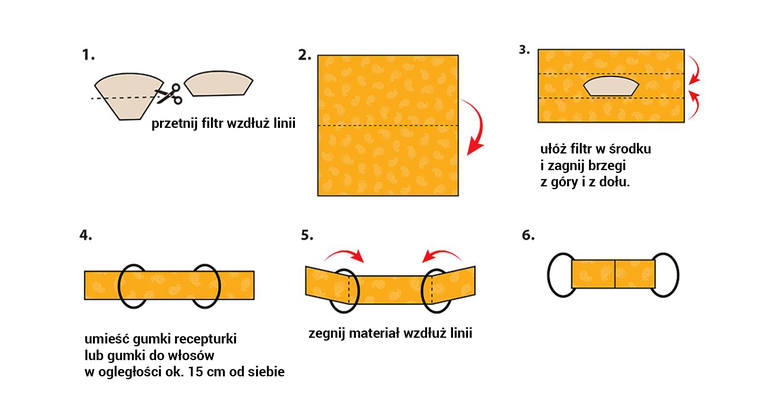 1.
przetnij filtr wzdłuż linii
2.
3.
ułóż filtr w środku
i zagnij brzegi
z góry i z dołu.
4.
umieść gumki recepturki
lub gumki do włosów
w ogległości ok. 15 cm od siebie
5.
zegnij materiał wzdłuż linii
6.